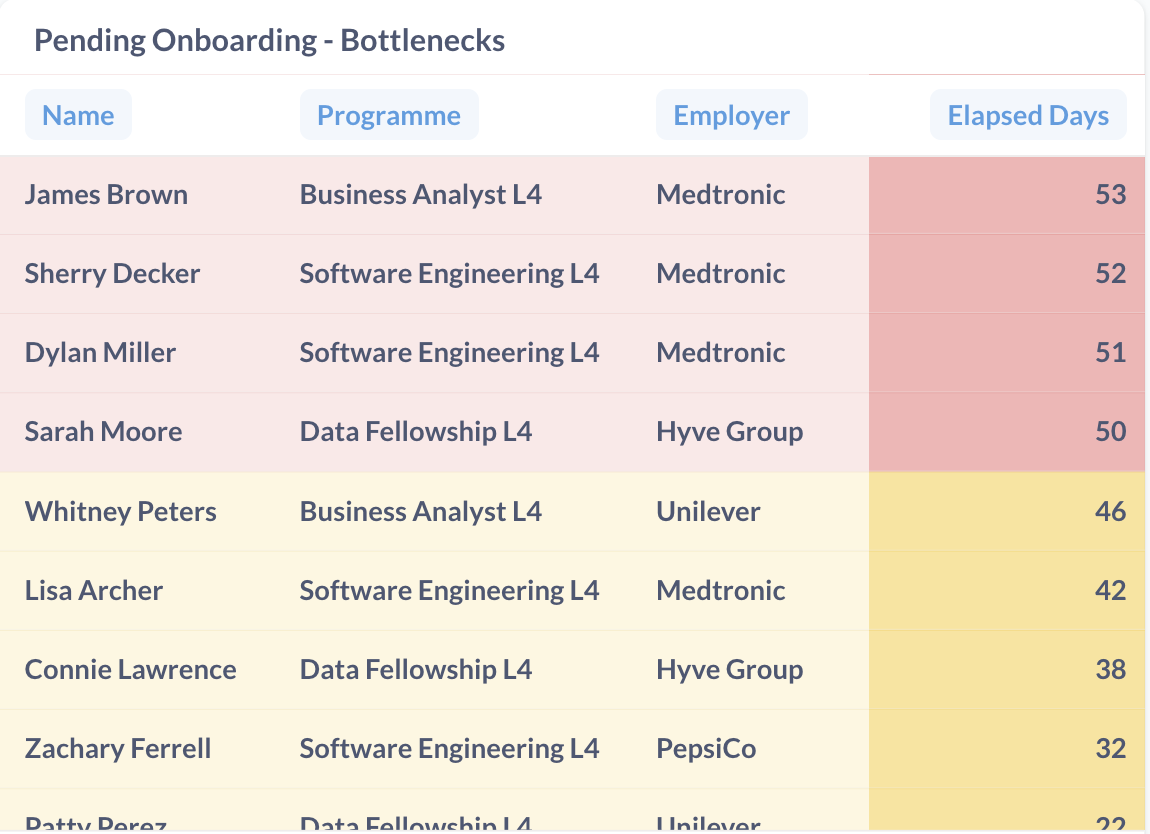 Pending Onboarding - Bottlenecks
Name Programme Employer Elapsed Days
James Brown Business Analyst L4 Medtronic 53
Sherry Decker Software Engineering L4 Medtronic 52
Dylan Miller Software Engineering L4 Medtronic 51
Sarah Moore Data Fellowship L4 Hyve Group 50
Whitney Peters Business Analyst L4 Unilever 46
Lisa Archer Software Engineering L4 Medtronic 42
Connie Lawrence Data Fellowship L4 Hyve Group 38
Zachary Ferrell Software Engineering L4 PepsiCo 32
Patty Perez Data Fellowship L4 Unilever 22